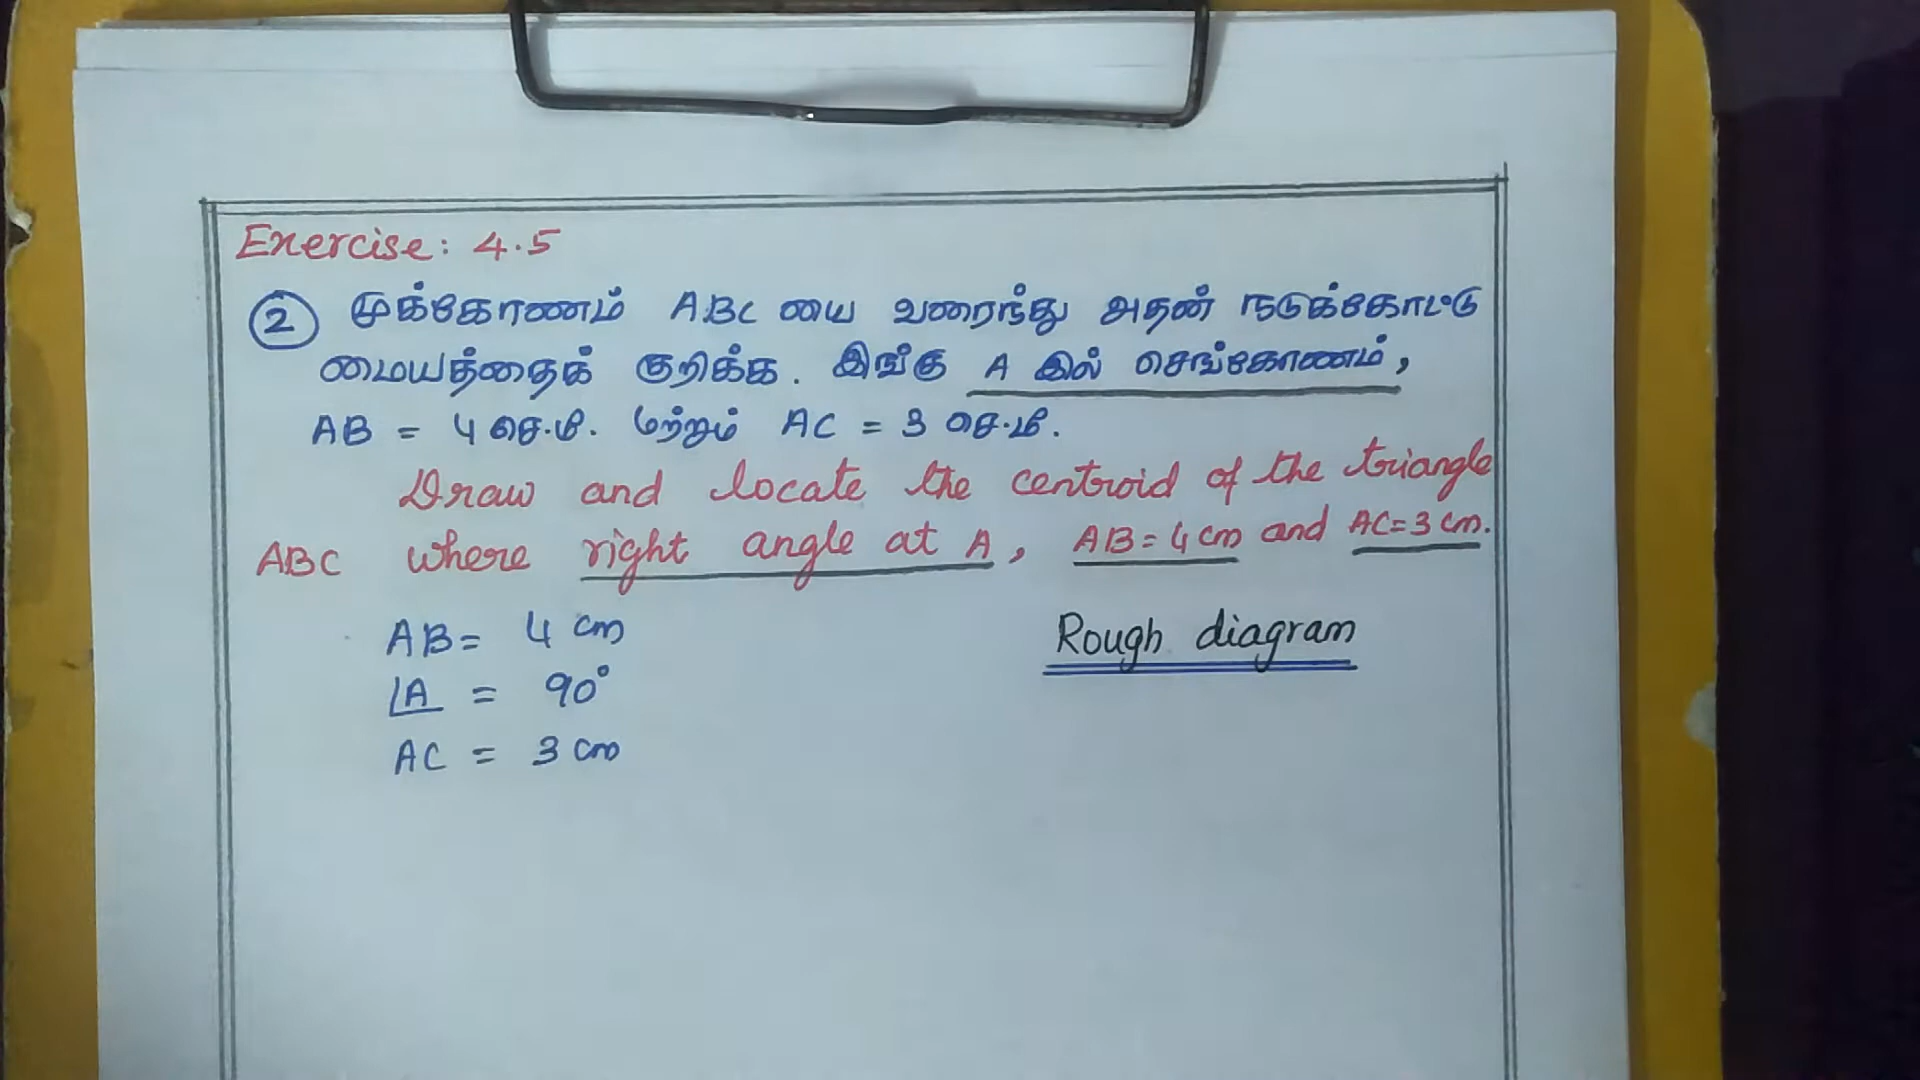 Exercise: 4.5
② முக்கோணம் ABC யை வரைந்து அதன் நடுக்கோட்டு
மையத்தைக் குறிக்க. இங்கு A இல் செங்கோணம்,
AB = 4 செ.மீ. மற்றும் AC = 3 செ.மீ.
Draw and locate the centroid of the triangle
ABC where right angle at A, AB = 4 cm and AC = 3 cm.
AB = 4 cm
Rough diagram
∠A = 90°
AC = 3 cm